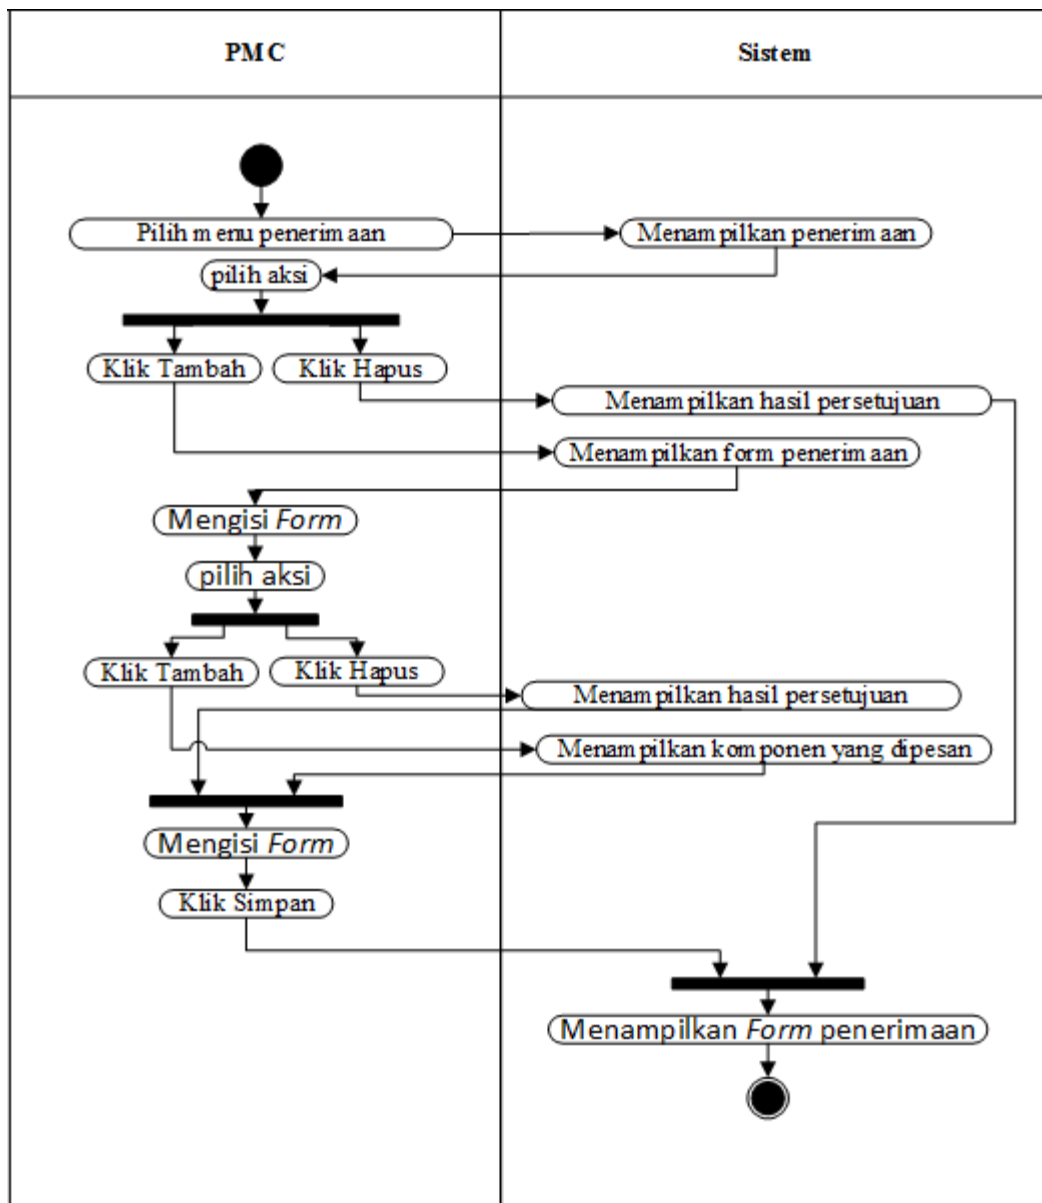 PMC
Sistem
Pilih menu penerimaan
Menampilkan penerimaan
pilih aksi
Klik Tambah
Klik Hapus
Menampilkan hasil persetujuan
Menampilkan form penerimaan
Mengisi Form
pilih aksi
Klik Tambah
Klik Hapus
Menampilkan hasil persetujuan
Menampilkan komponen yang dipesan
Mengisi Form
Klik Simpan
Menampilkan Form penerimaan